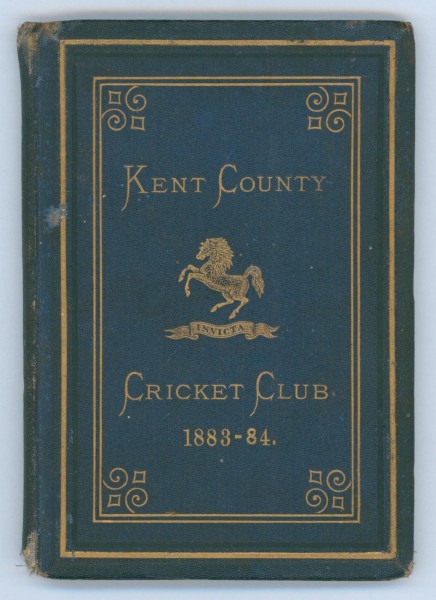 KENT COUNTY
INVICTA
CRICKET CLUB
1883-84.